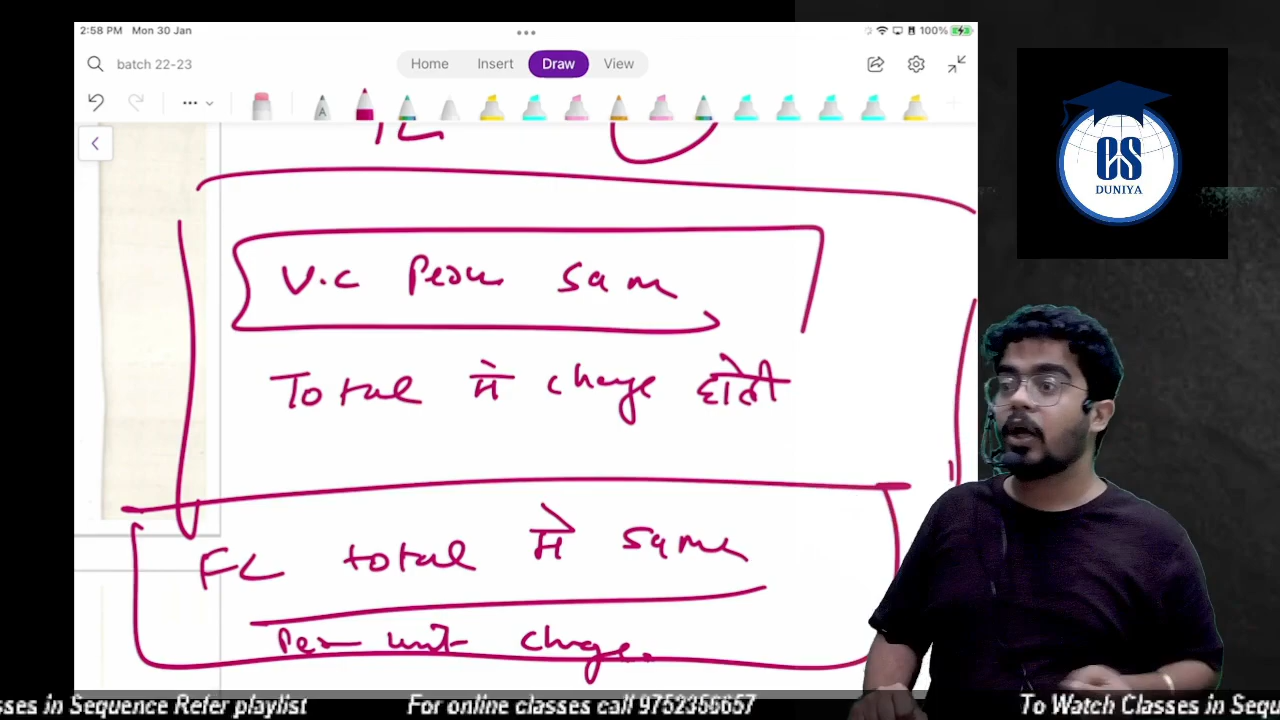 2:58 PM Mon 30 Jan
100%
batch 22-23
Home Insert Draw View
V.C Per Same
Total में change होती
FC total में same
Per unit change.
CS
DUNIYA
sses in Sequence Refer playlist For online classes call 9752356657 To Watch Classes in Sequ